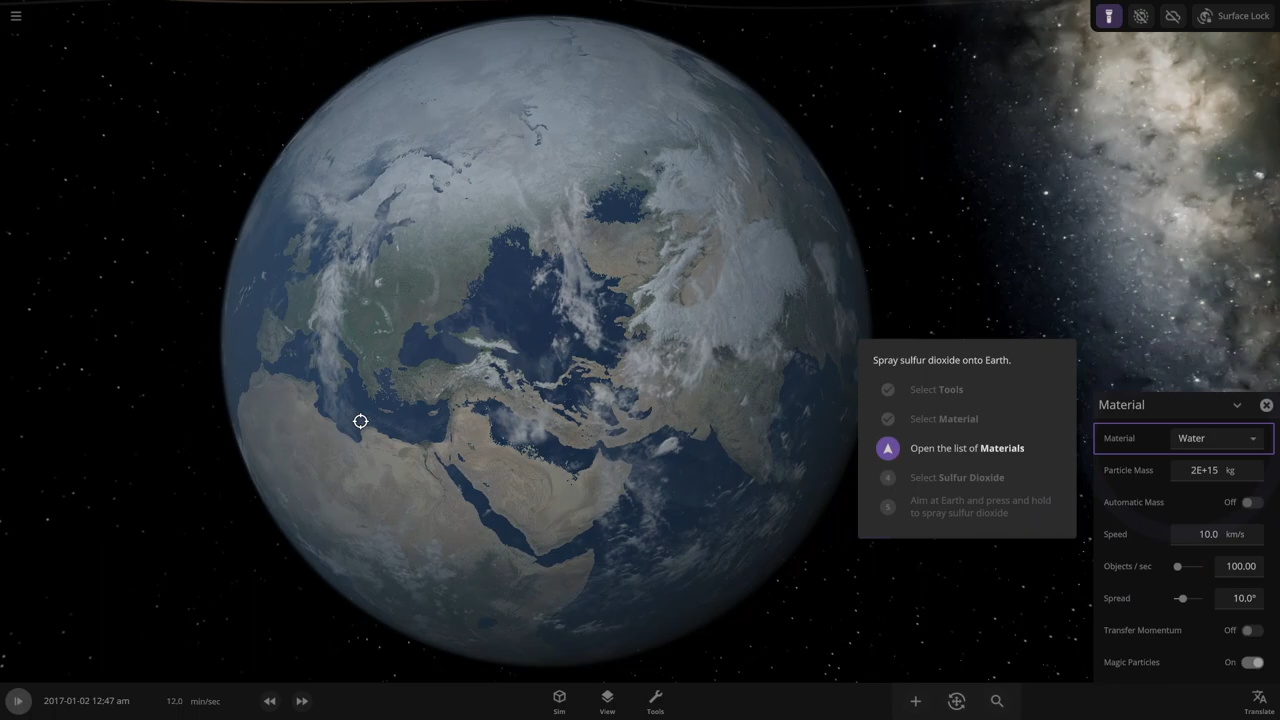 Surface Lock
Spray sulfur dioxide onto Earth.
Select Tools
Select Material
Open the list of Materials
4 Select Sulfur Dioxide
5 Aim at Earth and press and hold
to spray sulfur dioxide
Material
Material Water
Particle Mass 2E+15 kg
Automatic Mass Off
Speed 10.0 km/s
Objects / sec 100.00
Spread 10.0°
Transfer Momentum Off
Magic Particles On
2017-01-02 12:47 am 12.0 min/sec
Sim View Tools Translate